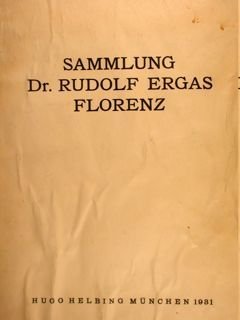 SAMMLUNG
Dr. RUDOLF ERGAS
FLORENZ
HUGO HELBING MÜNCHEN 1931